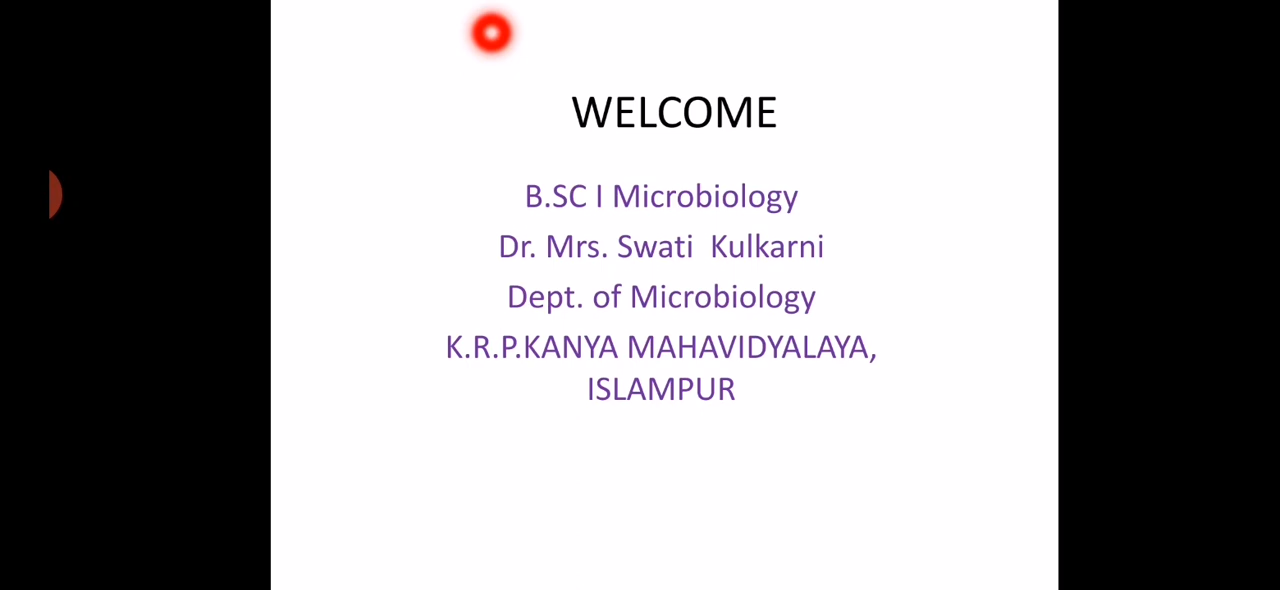 WELCOME
B.SC I Microbiology
Dr. Mrs. Swati  Kulkarni
Dept. of Microbiology
K.R.P.KANYA MAHAVIDYALAYA,
ISLAMPUR